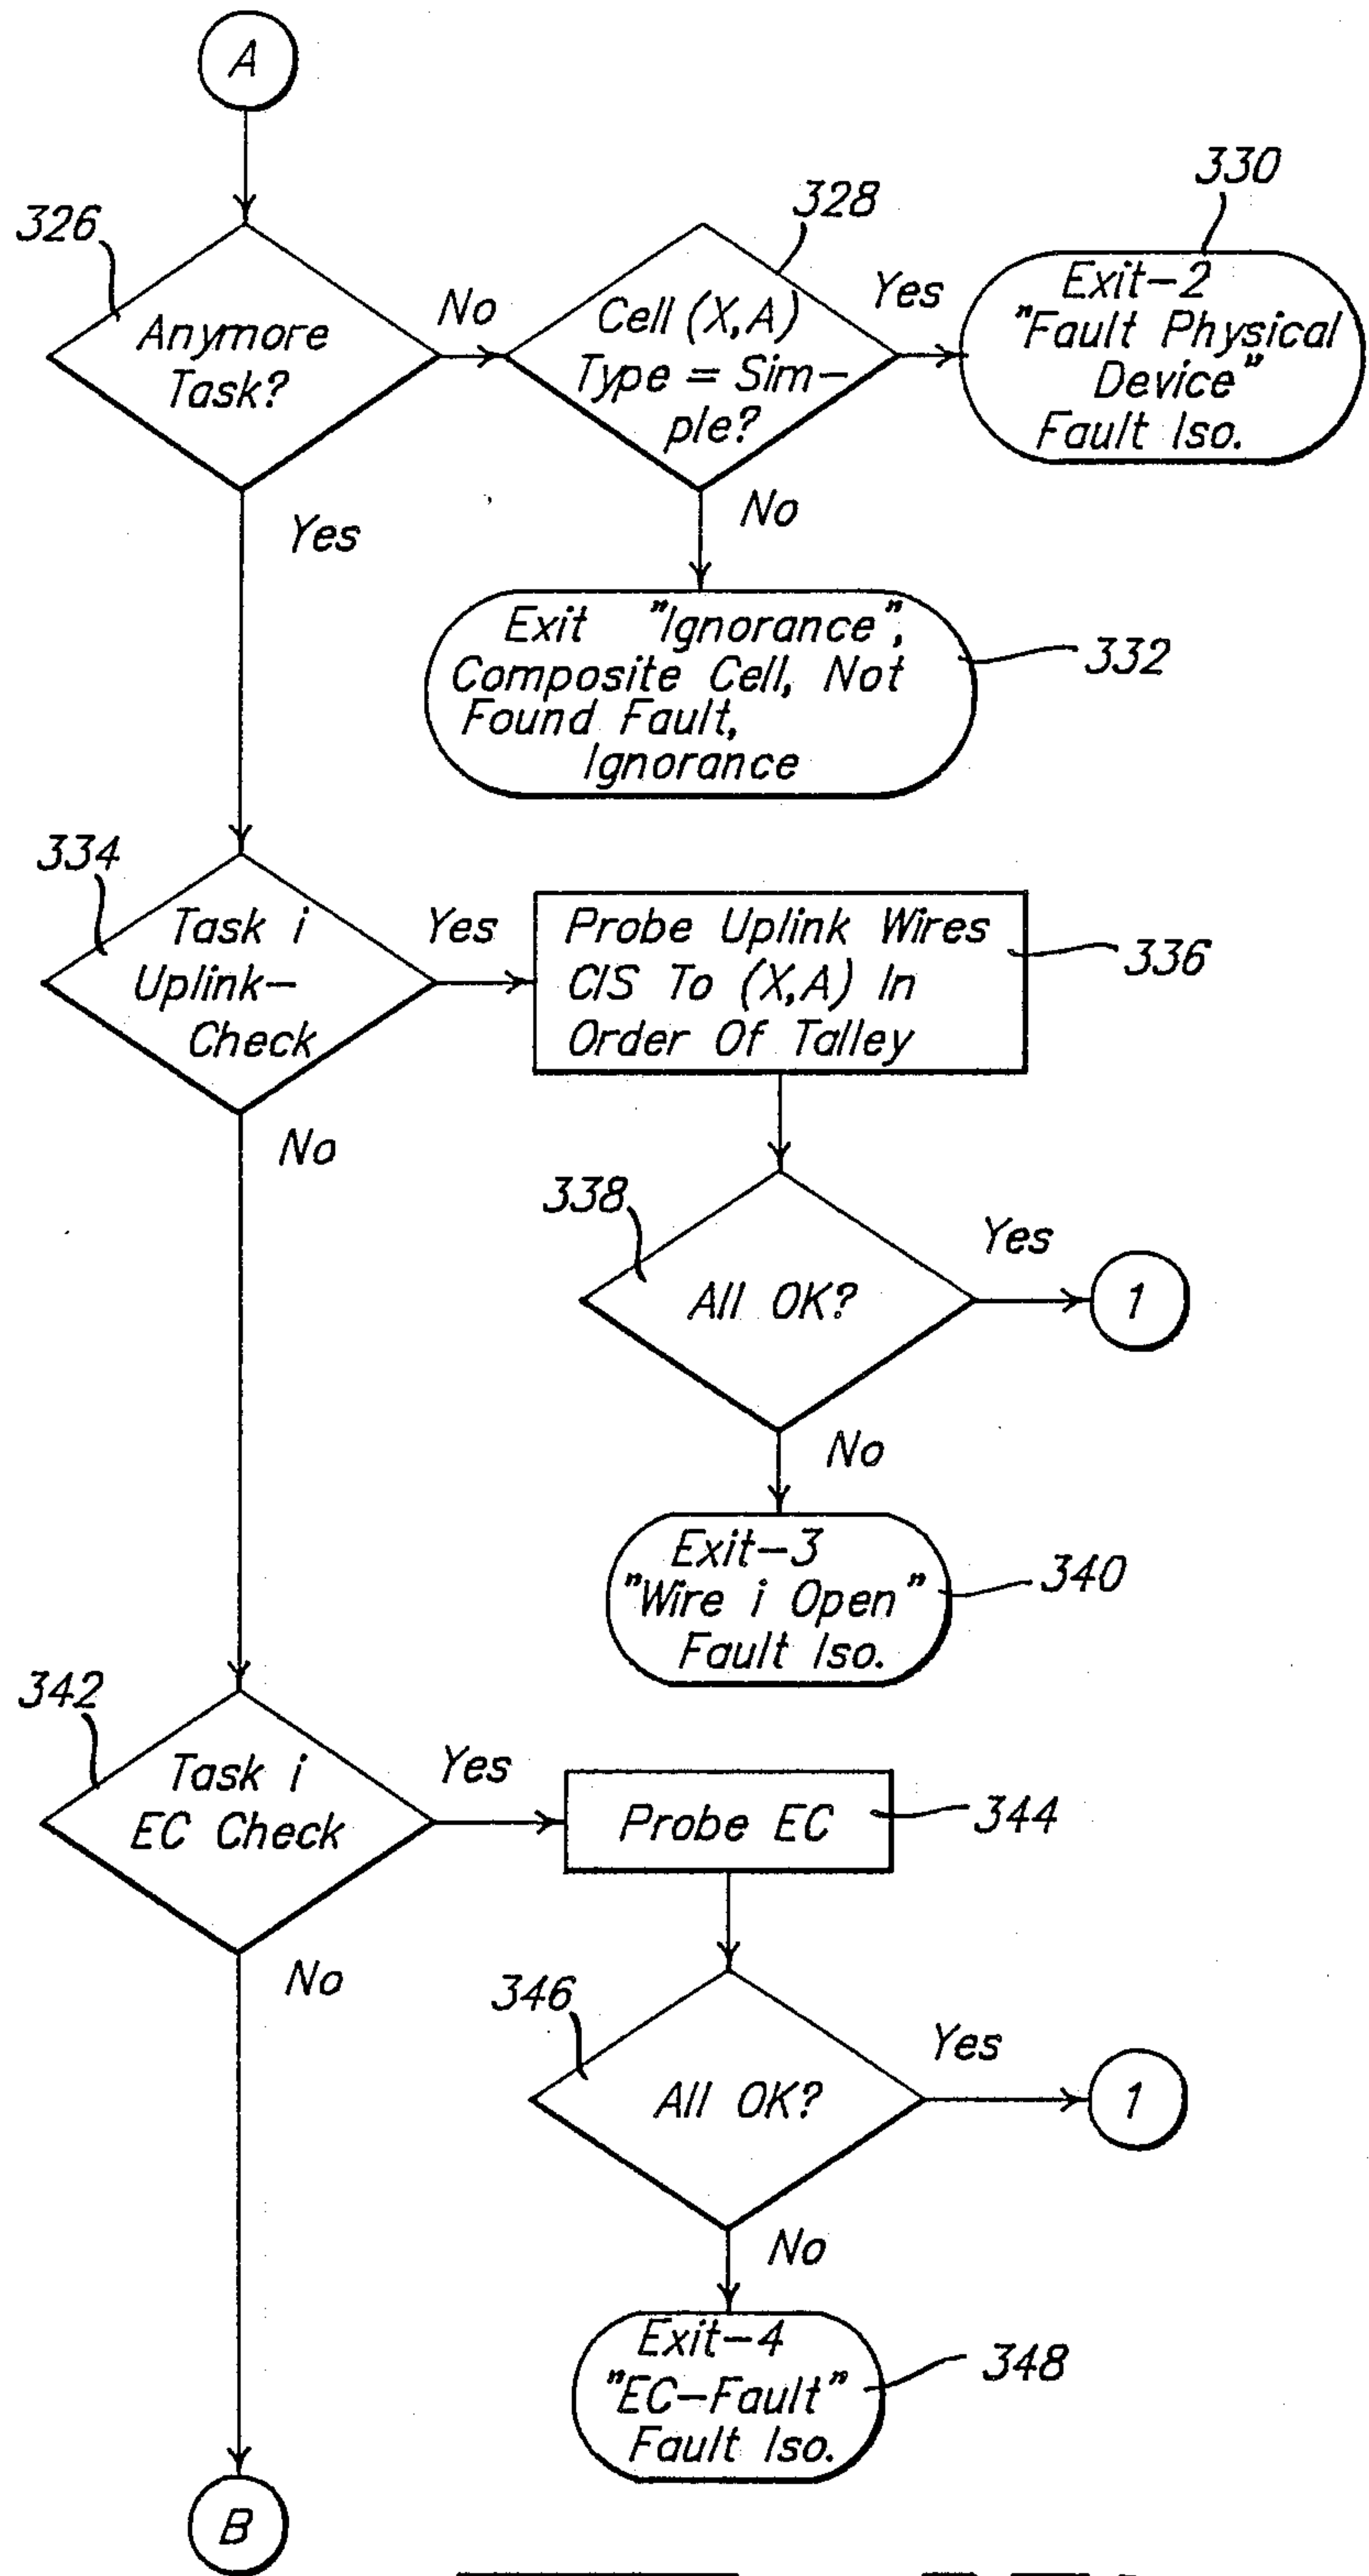 A
326
Anymore
Task?
No
Yes
328
Cell (X,A)
Type = Sim-
ple?
Yes
No
330
Exit-2
"Fault Physical
Device"
Fault Iso.
Exit "Ignorance",
Composite Cell, Not
Found Fault,
Ignorance
332
334
Task i
Uplink-
Check
Yes
No
Probe Uplink Wires
CIS To (X,A) In
Order Of Talley
336
338
All OK?
Yes
1
No
Exit-3
"Wire i Open"
Fault Iso.
340
342
Task i
EC Check
Yes
No
Probe EC
344
346
All OK?
Yes
1
No
Exit-4
"EC-Fault"
Fault Iso.
348
B